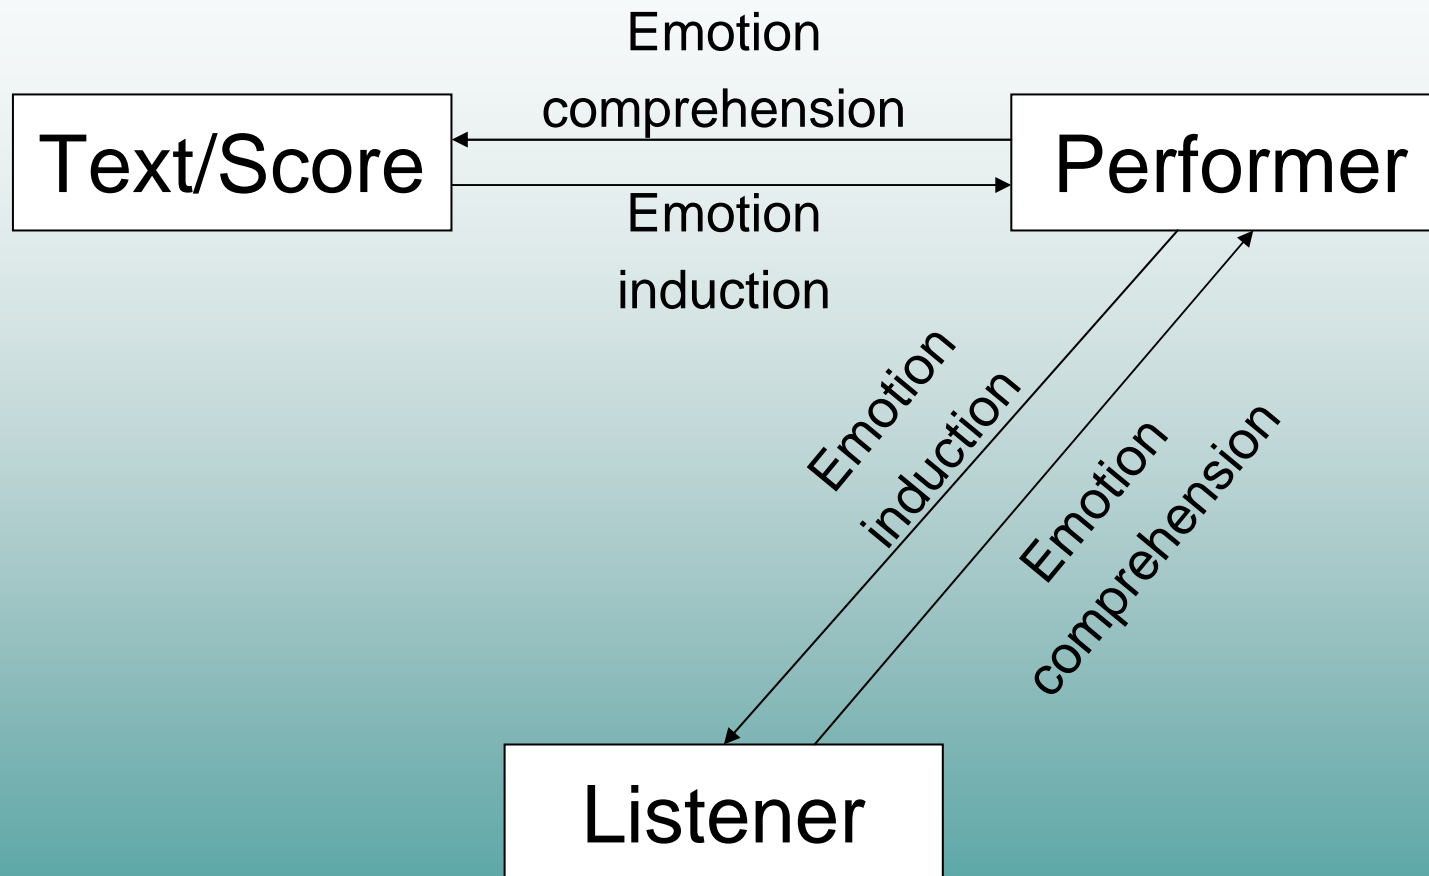 Emotion
comprehension
Text/Score
Performer
Emotion
induction
Emotion
induction
Emotion
comprehension
Listener